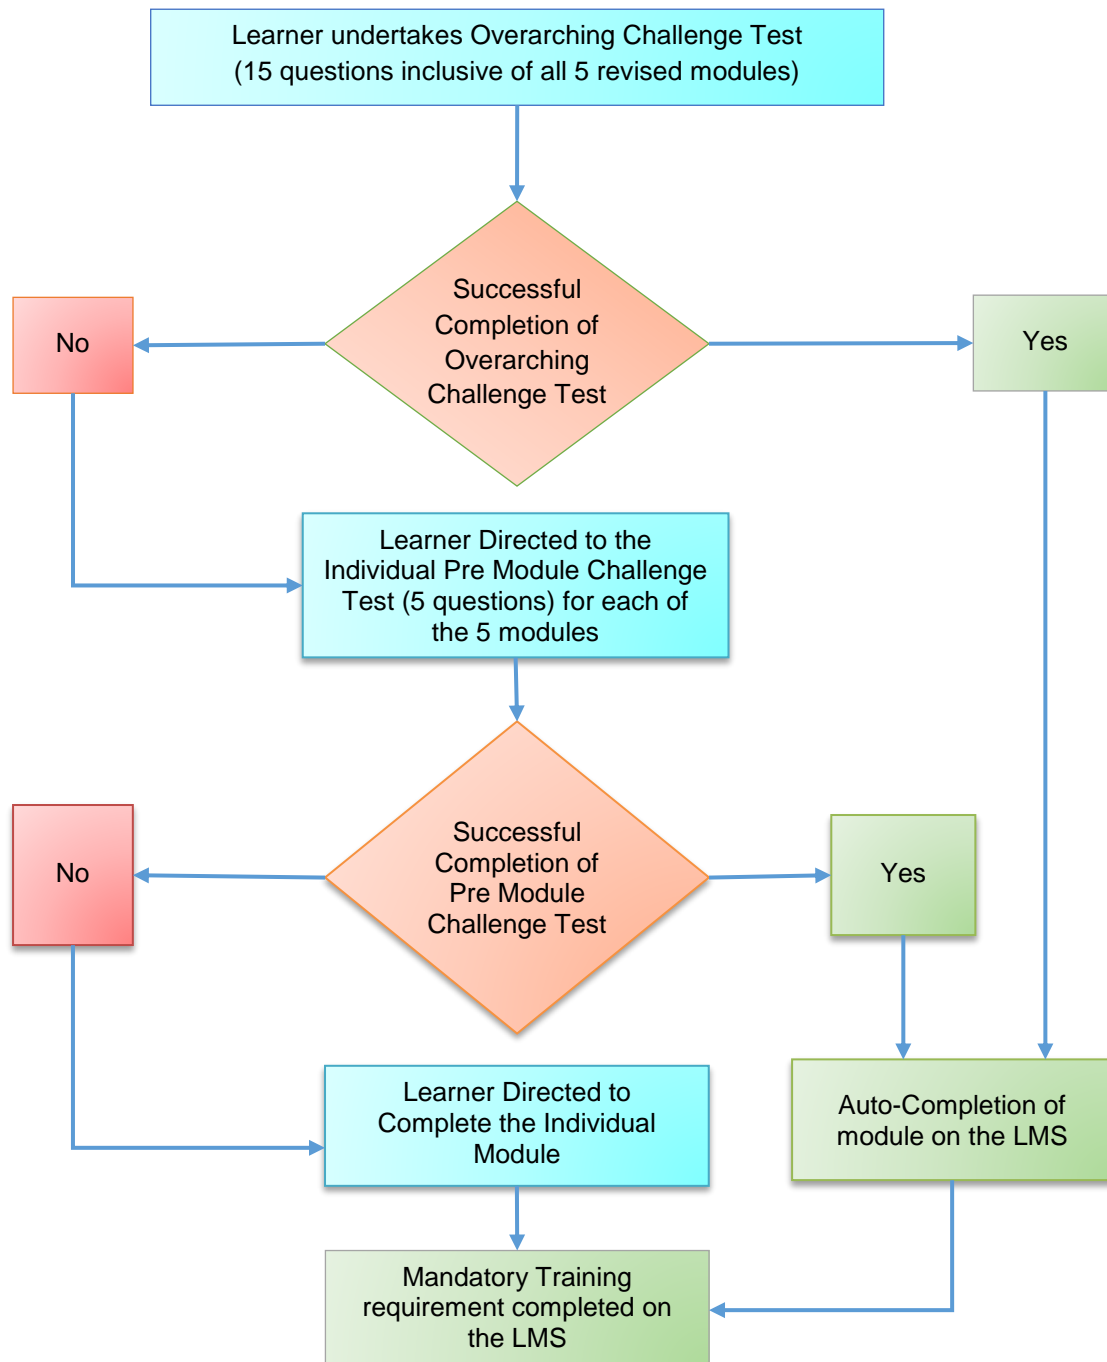 Learner undertakes Overarching Challenge Test
(15 questions inclusive of all 5 revised modules)
Successful
Completion of
Overarching
Challenge Test
No
Yes
Learner Directed to the
Individual Pre Module Challenge
Test (5 questions) for each of
the 5 modules
Successful
Completion of
Pre Module
Challenge Test
No
Yes
Learner Directed to
Complete the Individual
Module
Auto-Completion of
module on the LMS
Mandatory Training
requirement completed on
the LMS